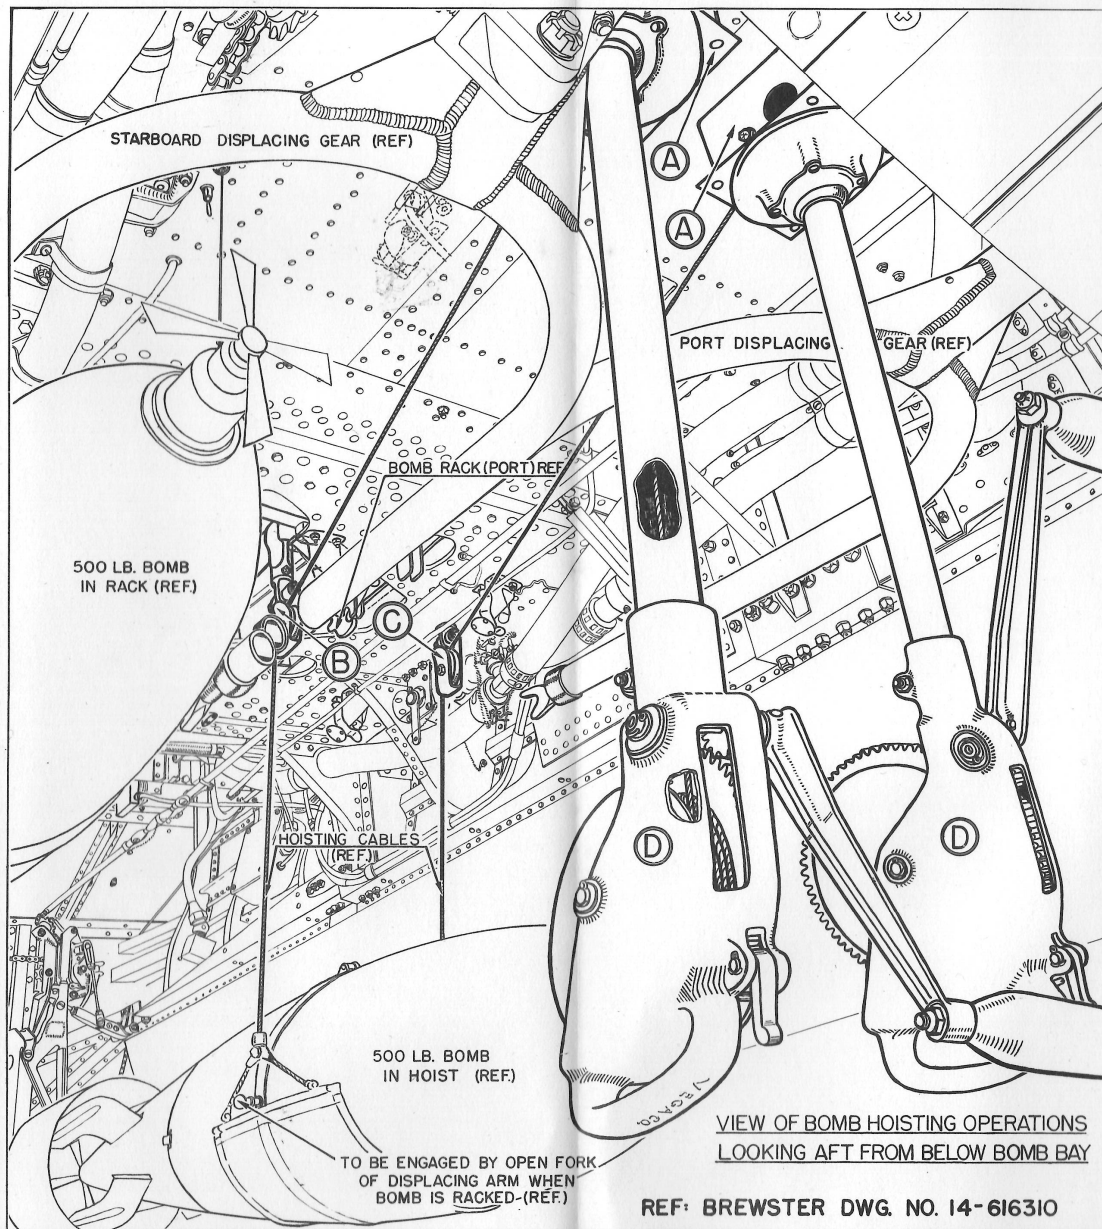 STARBOARD DISPLACING GEAR (REF)
A
A
PORT DISPLACING GEAR (REF)
BOMB RACK (PORT) REF
500 LB. BOMB
IN RACK (REF.)
C
B
HOISTING CABLES
(REF.)
D
D
500 LB. BOMB
IN HOIST (REF.)
VEGA CO.
TO BE ENGAGED BY OPEN FORK
OF DISPLACING ARM WHEN
BOMB IS RACKED-(REF.)
VIEW OF BOMB HOISTING OPERATIONS
LOOKING AFT FROM BELOW BOMB BAY
REF: BREWSTER DWG. NO. 14-616310